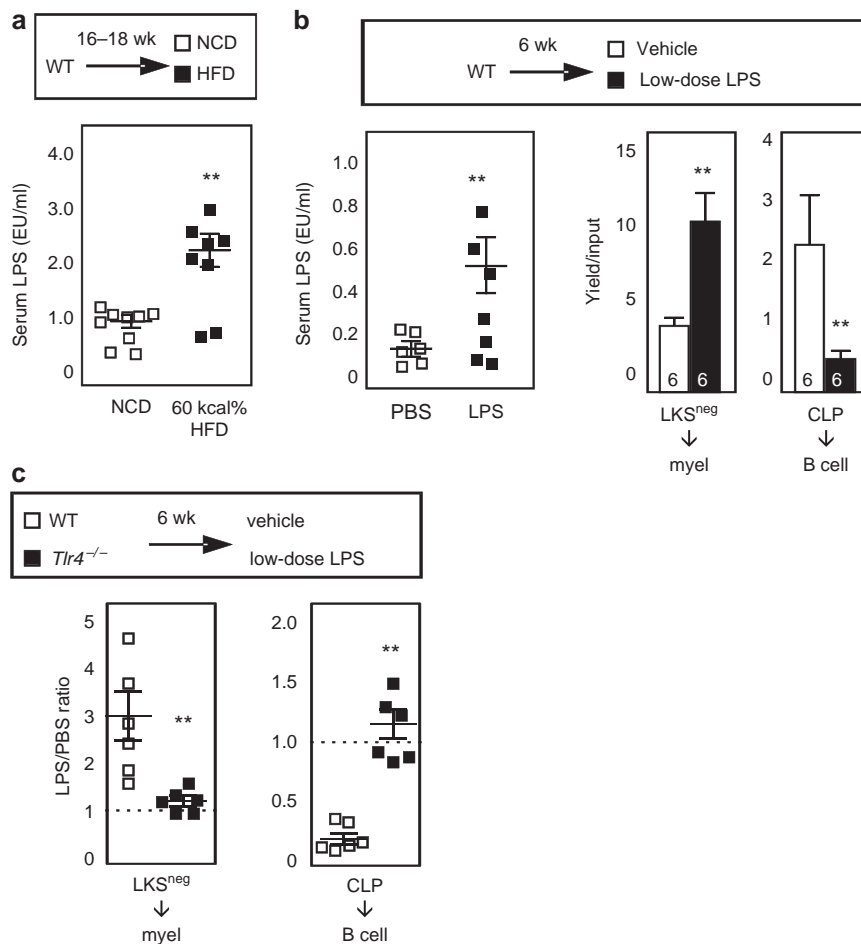 a
16–18 wk
NCD
WT
HFD
Serum LPS (EU/ml)
4.0
3.0
2.0
1.0
0
**
NCD
60 kcal%
HFD
b
6 wk
Vehicle
WT
Low-dose LPS
Serum LPS (EU/ml)
1.0
0.8
0.6
0.4
0.2
0
**
PBS
LPS
Yield/input
15
10
5
0
**
6
6
LKSneg
↓
myel
4
3
2
1
0
**
6
6
CLP
↓
B cell
c
WT
6 wk
vehicle
Tlr4−/−
low-dose LPS
LPS/PBS ratio
5
4
3
2
1
0
**
LKSneg
↓
myel
2.0
1.5
1.0
0.5
0
**
CLP
↓
B cell